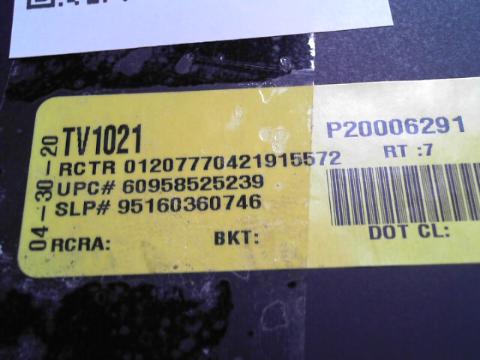 04-30-20
TV1021
P20006291
RCTR 01207770421915572
RT :7
UPC# 60958525239
SLP# 95160360746
RCRA:
BKT:
DOT CL: